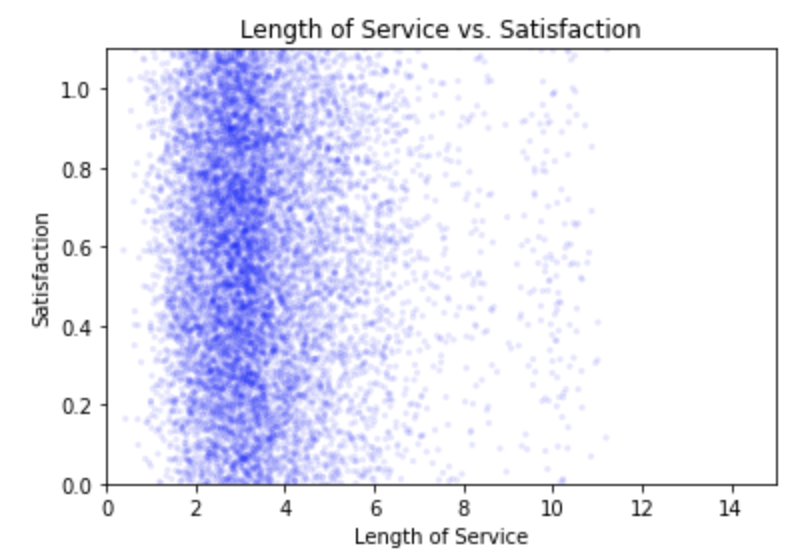 Length of Service vs. Satisfaction
1.0
0.8
0.6
0.4
0.2
0.0
Satisfaction
0 2 4 6 8 10 12 14
Length of Service